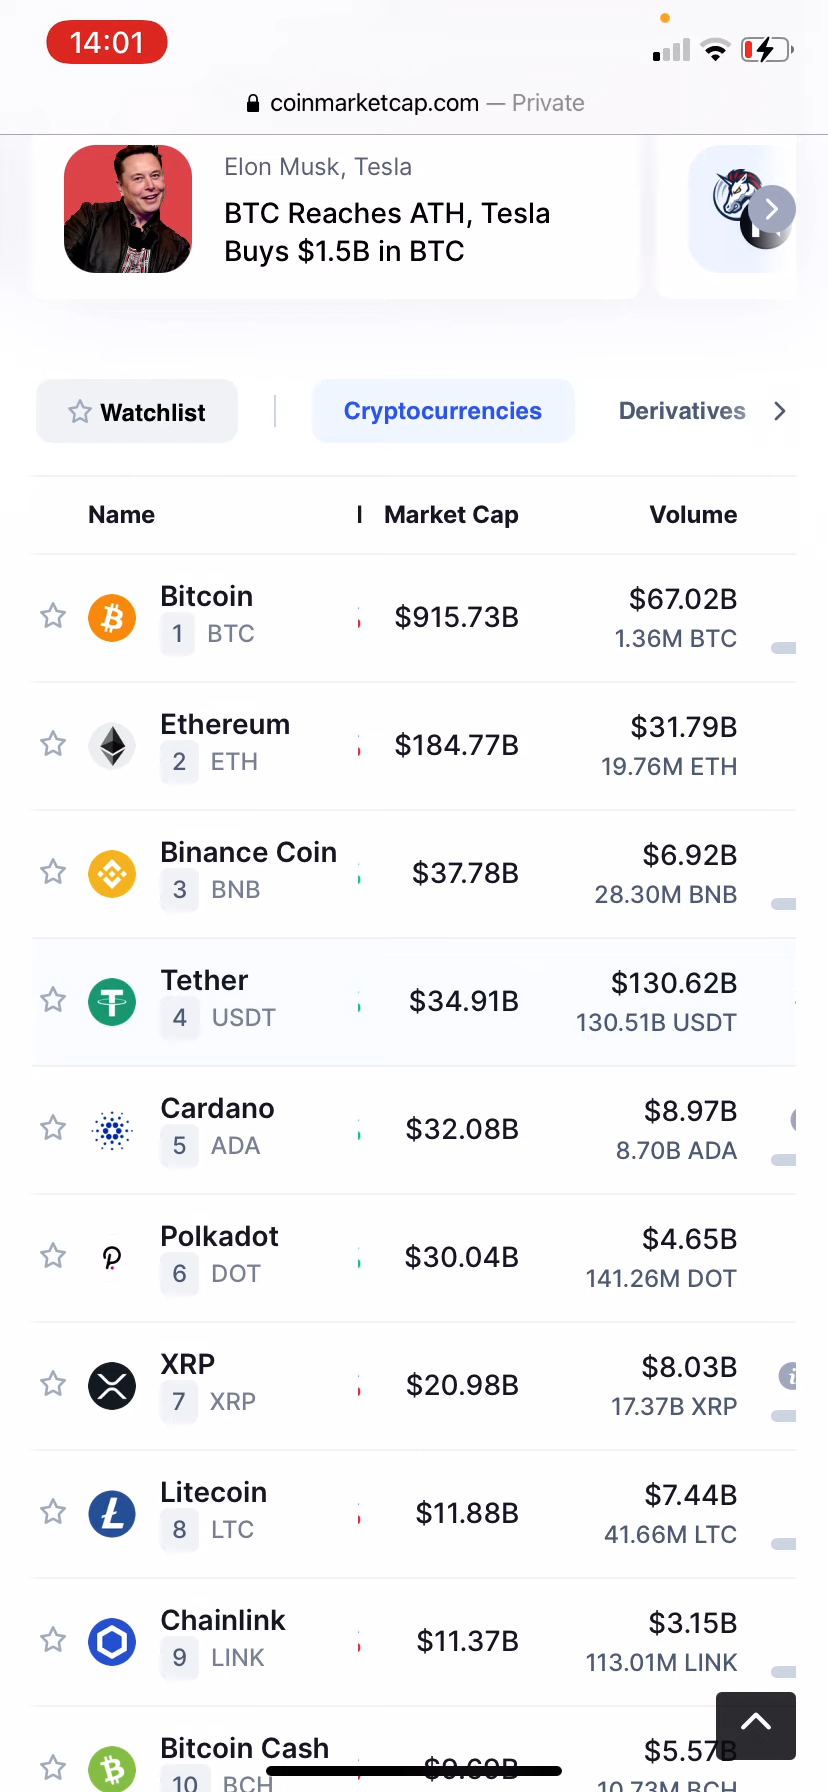 14:01
coinmarketcap.com — Private
Elon Musk, Tesla
BTC Reaches ATH, Tesla
Buys $1.5B in BTC
Watchlist
Cryptocurrencies
Derivatives
Name
Market Cap
Volume
Bitcoin
1 BTC
$915.73B
$67.02B
1.36M BTC
Ethereum
2 ETH
$184.77B
$31.79B
19.76M ETH
Binance Coin
3 BNB
$37.78B
$6.92B
28.30M BNB
Tether
4 USDT
$34.91B
$130.62B
130.51B USDT
Cardano
5 ADA
$32.08B
$8.97B
8.70B ADA
Polkadot
6 DOT
$30.04B
$4.65B
141.26M DOT
XRP
7 XRP
$20.98B
$8.03B
17.37B XRP
Litecoin
8 LTC
$11.88B
$7.44B
41.66M LTC
Chainlink
9 LINK
$11.37B
$3.15B
113.01M LINK
Bitcoin Cash
10 BCH
$5.57B
10.73M BCH